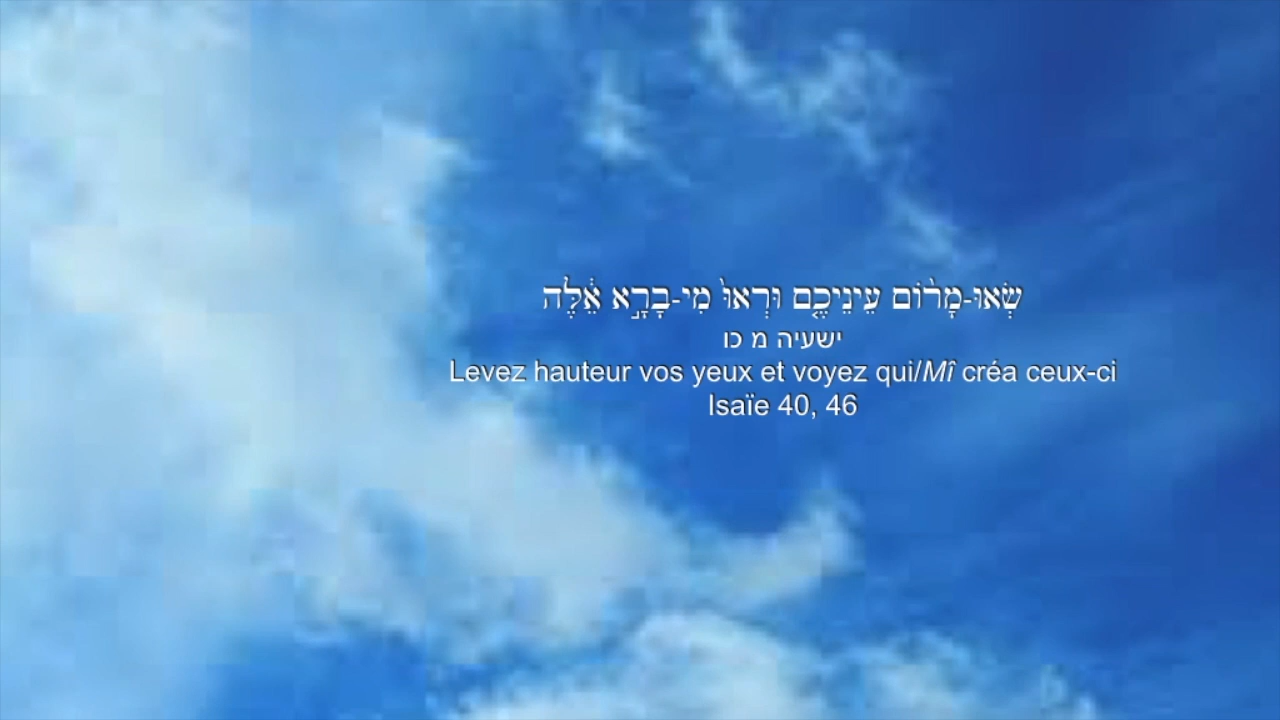 שְׂאוּ-מָר֨וֹם עֵינֵיכֶ֤ם וּרְאוּ֙ מִי-בָרָ֣א אֵ֔לֶּה
ישעיה מ כו
Levez hauteur vos yeux et voyez qui/Mî créa ceux-ci
Isaïe 40, 46